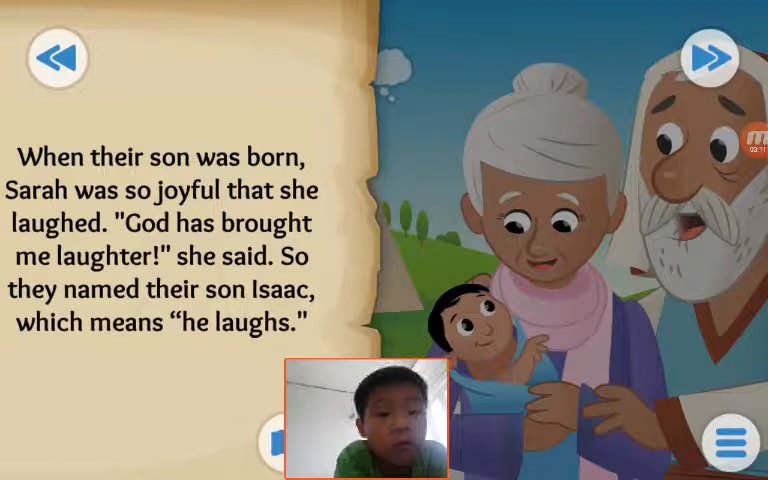 When their son was born,
Sarah was so joyful that she
laughed. "God has brought
me laughter!" she said. So
they named their son Isaac,
which means “he laughs."